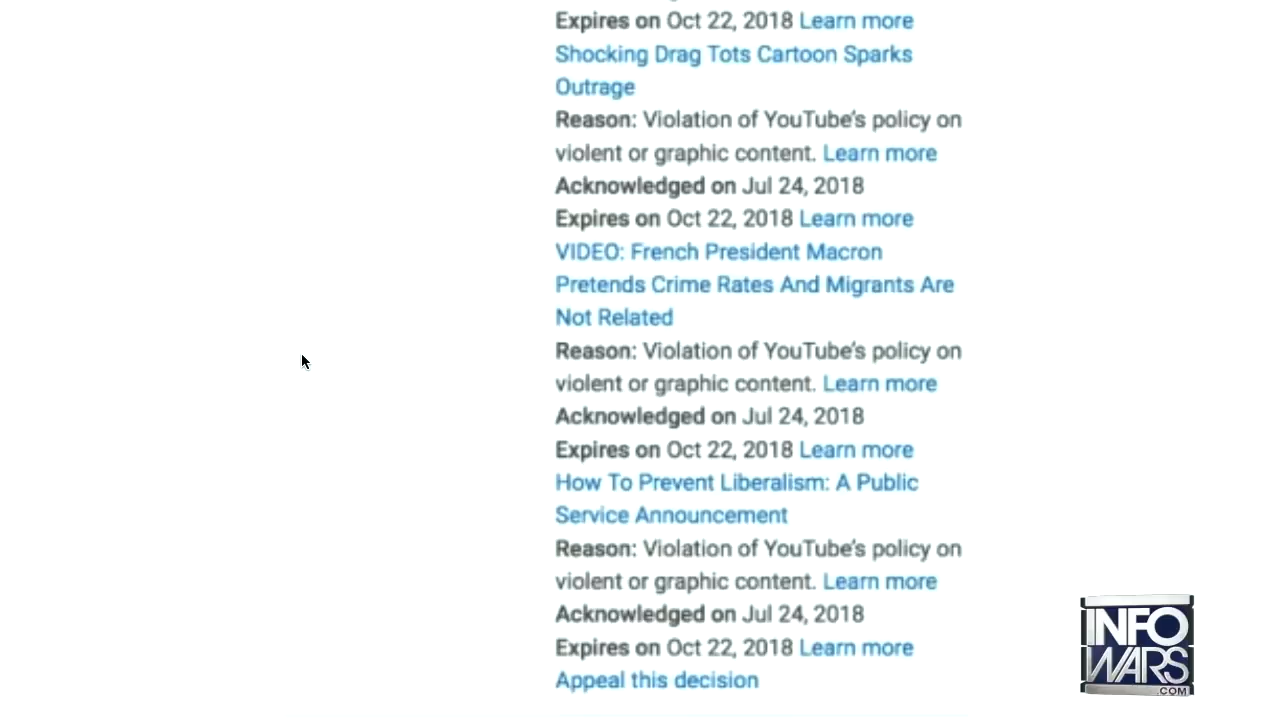 Expires on Oct 22, 2018 Learn more
Shocking Drag Tots Cartoon Sparks
Outrage
Reason: Violation of YouTube's policy on
violent or graphic content. Learn more
Acknowledged on Jul 24, 2018
Expires on Oct 22, 2018 Learn more
VIDEO: French President Macron
Pretends Crime Rates And Migrants Are
Not Related
Reason: Violation of YouTube's policy on
violent or graphic content. Learn more
Acknowledged on Jul 24, 2018
Expires on Oct 22, 2018 Learn more
How To Prevent Liberalism: A Public
Service Announcement
Reason: Violation of YouTube's policy on
violent or graphic content. Learn more
Acknowledged on Jul 24, 2018
Expires on Oct 22, 2018 Learn more
Appeal this decision
INFO
WARS
.COM